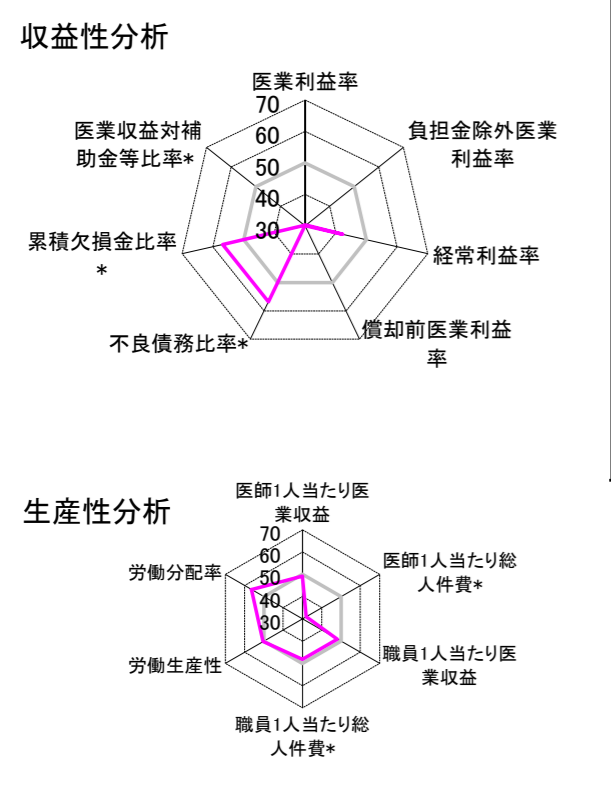 収益性分析
医業利益率
70
60
50
40
30
負担金除外医業
利益率
経常利益率
償却前医業利益
率
不良債務比率*
累積欠損金比率
*
医業収益対補
助金等比率*
生産性分析
医師1人当たり医
業収益
70
60
50
40
30
医師1人当たり総
人件費*
職員1人当たり医
業収益
職員1人当たり総
人件費*
労働生産性
労働分配率